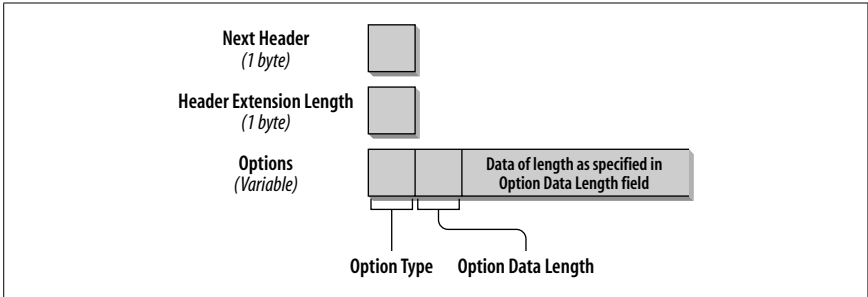 Next Header
(1 byte)
Header Extension Length
(1 byte)
Options
(Variable)
Data of length as specified in
Option Data Length field
Option Type
Option Data Length